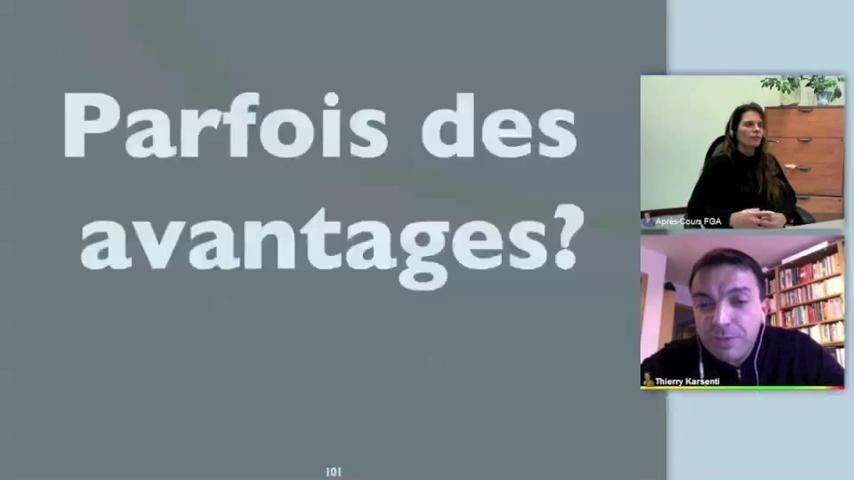 Parfois des
avantages?
Après-Cours FGA
Thierry Karsenti
101